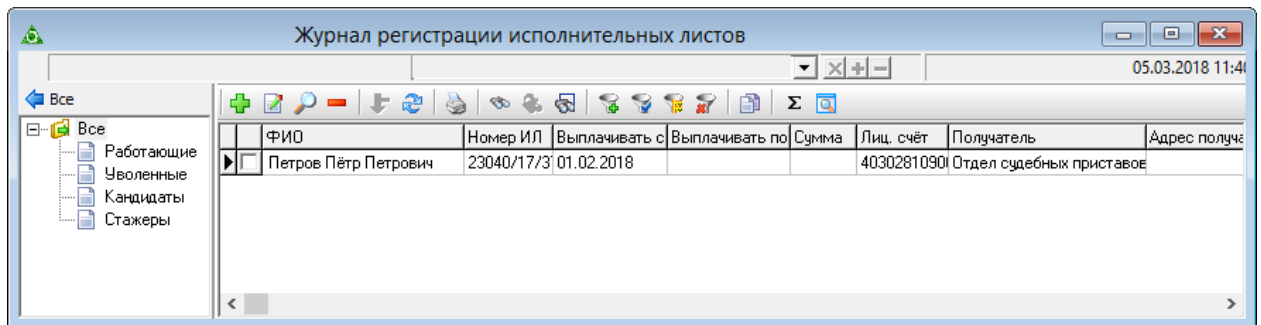 Журнал регистрации исполнительных листов
05.03.2018 11:4
Все
Все
Работающие
Уволенные
Кандидаты
Стажеры
ФИО Номер ИЛ Выплачивать с Выплачивать по Сумма Лиц. счёт Получатель Адрес получа
Петров Пётр Петрович 23040/17/3 01.02.2018 4030281090 Отдел судебных приставов